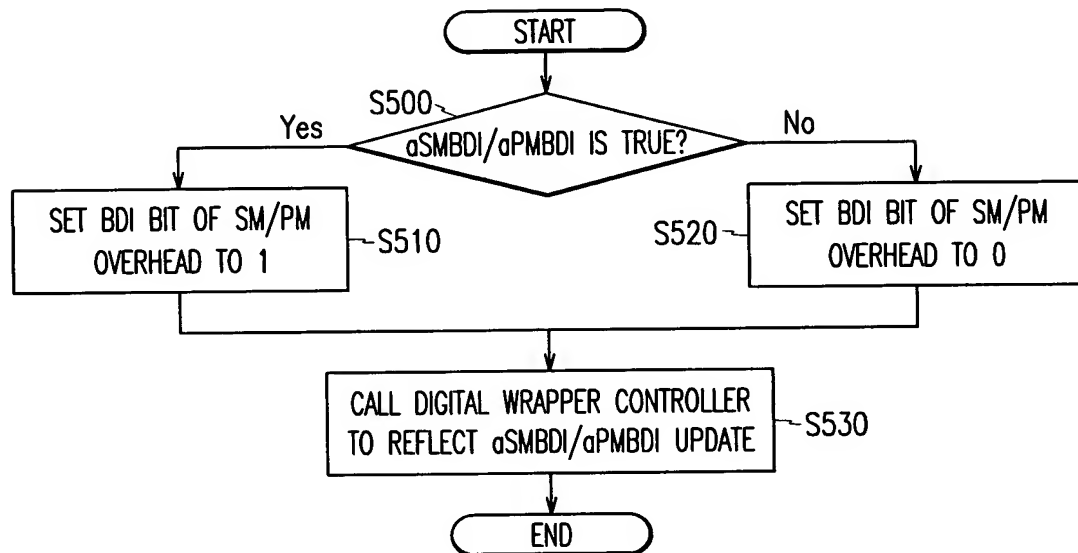 START
S500
aSMBDI/aPMBDI IS TRUE?
Yes
No
SET BDI BIT OF SM/PM
OVERHEAD TO 1
S510
S520
SET BDI BIT OF SM/PM
OVERHEAD TO 0
CALL DIGITAL WRAPPER CONTROLLER
TO REFLECT aSMBDI/aPMBDI UPDATE
S530
END